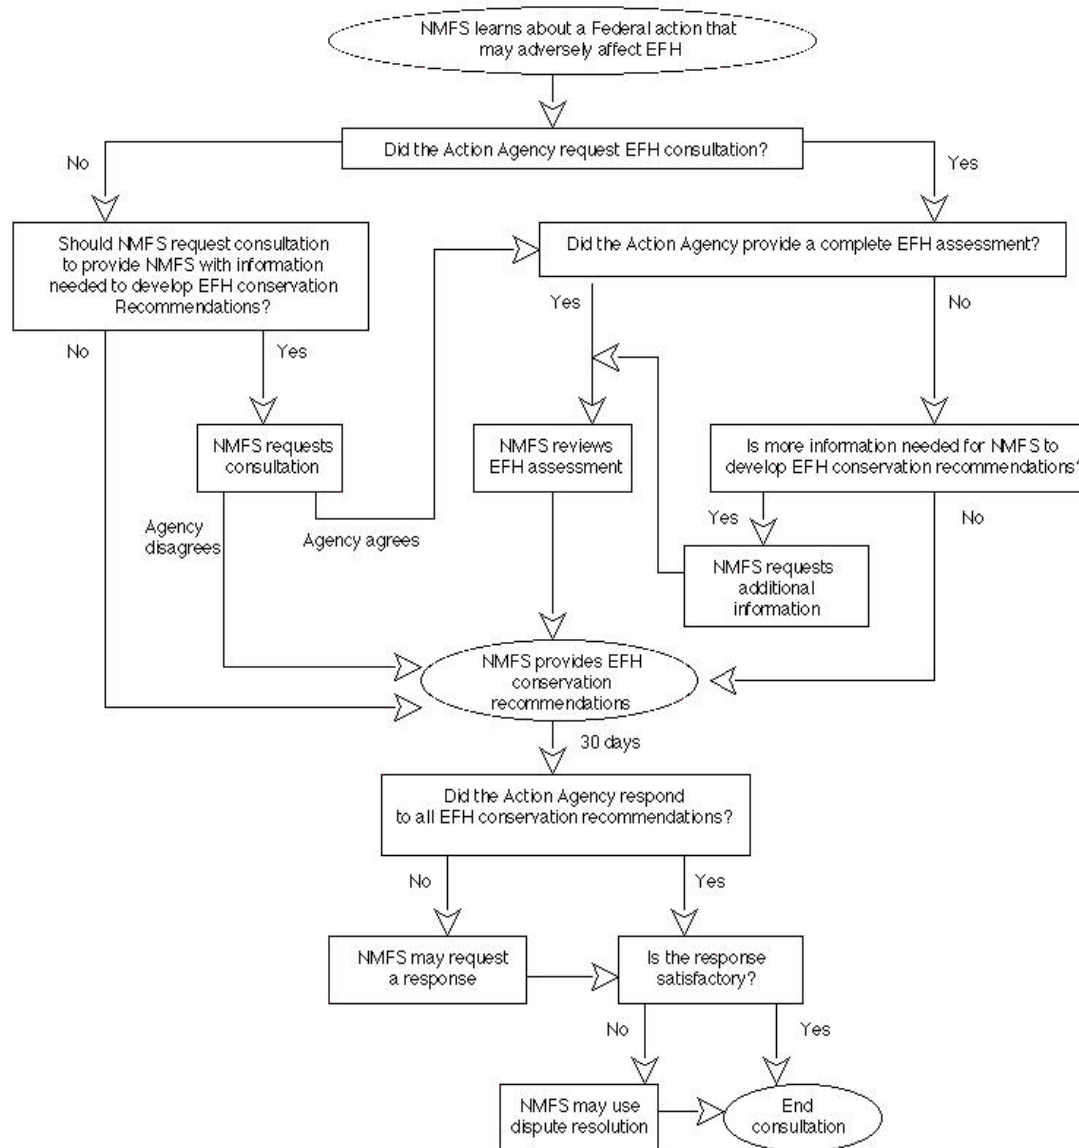 NMFS learns about a Federal action that
may adversely affect EFH
Did the Action Agency request EFH consultation?
No
Yes
Should NMFS request consultation
to provide NMFS with information
needed to develop EFH conservation
Recommendations?
Did the Action Agency provide a complete EFH assessment?
Yes
No
No
Yes
NMFS requests
consultation
NMFS reviews
EFH assessment
Is more information needed for NMFS to
develop EFH conservation recommendations?
Agency
disagrees
Agency agrees
Yes
No
NMFS requests
additional
information
NMFS provides EFH
conservation
recommendations
30 days
Did the Action Agency respond
to all EFH conservation recommendations?
No
Yes
NMFS may request
a response
Is the response
satisfactory?
No
Yes
NMFS may use
dispute resolution
End
consultation